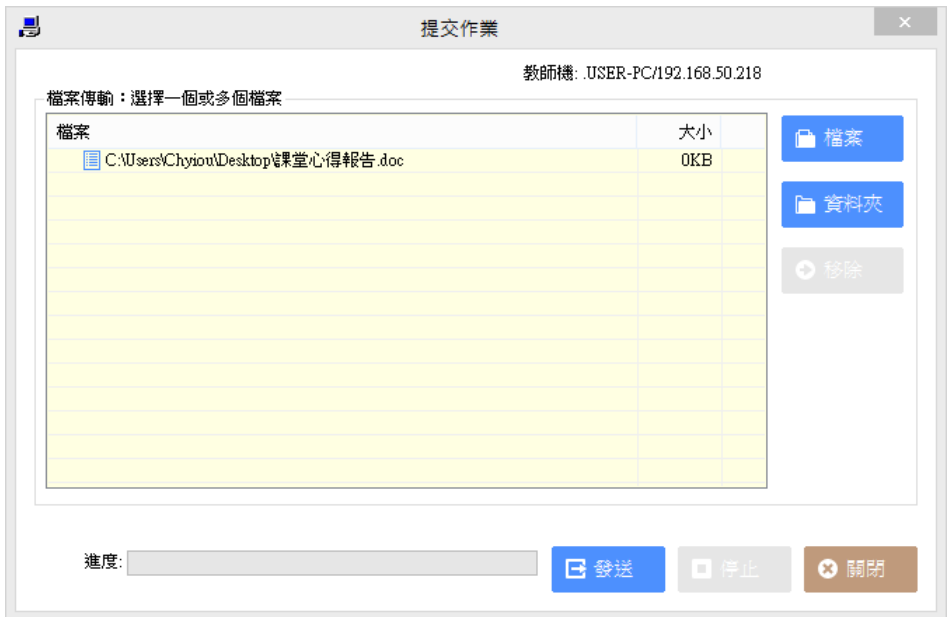 提交作業
教師機: .USER-PC/192.168.50.218
檔案傳輸：選擇一個或多個檔案
檔案 大小
C:\Users\Chyiou\Desktop\課堂心得報告.doc 0KB
檔案
資料夾
移除
進度: 發送 停止 關閉